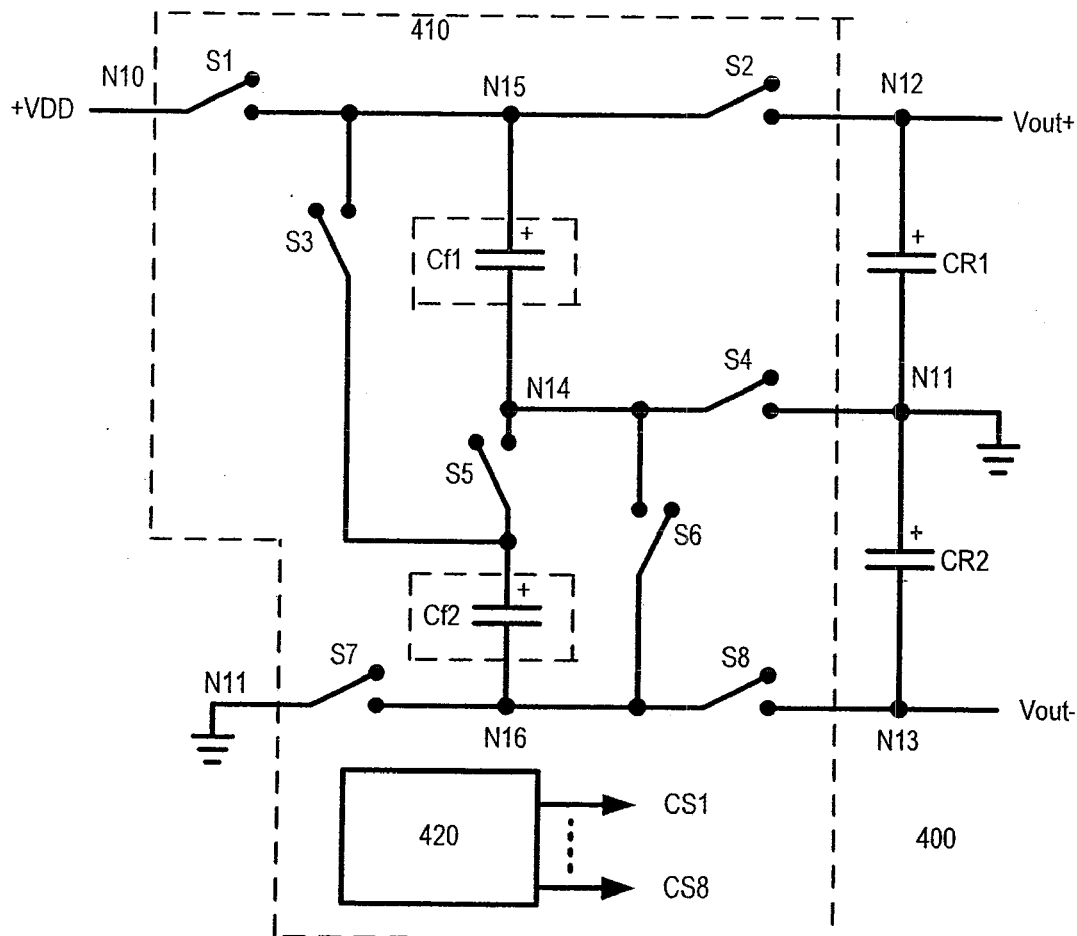 410
S1
S2
N10
N15
N12
+VDD
Vout+
S3
+
Cf1
+
CR1
S4
N14
N11
S5
S6
+
CR2
+
Cf2
S7
S8
N11
Vout-
N16
N13
420
CS1
400
CS8